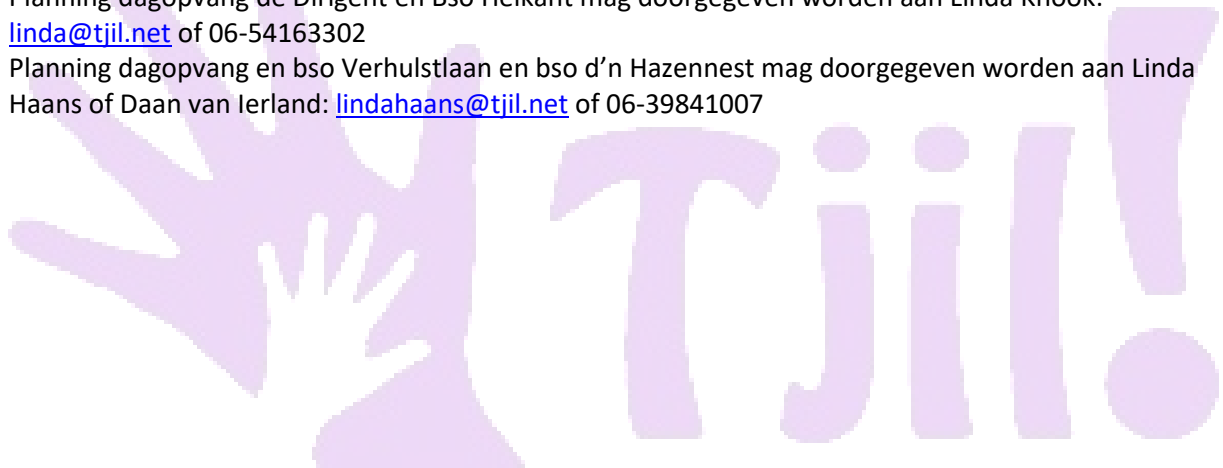 Planning dagopvang de Dirigent en Bso Heikant mag doorgegeven worden aan Linda Knook:
linda@tjil.net of 06-54163302
Planning dagopvang en bso Verhulstlaan en bso d’n Hazennest mag doorgegeven worden aan Linda
Haans of Daan van Ierland: lindahaans@tjil.net of 06-39841007
Tjil!